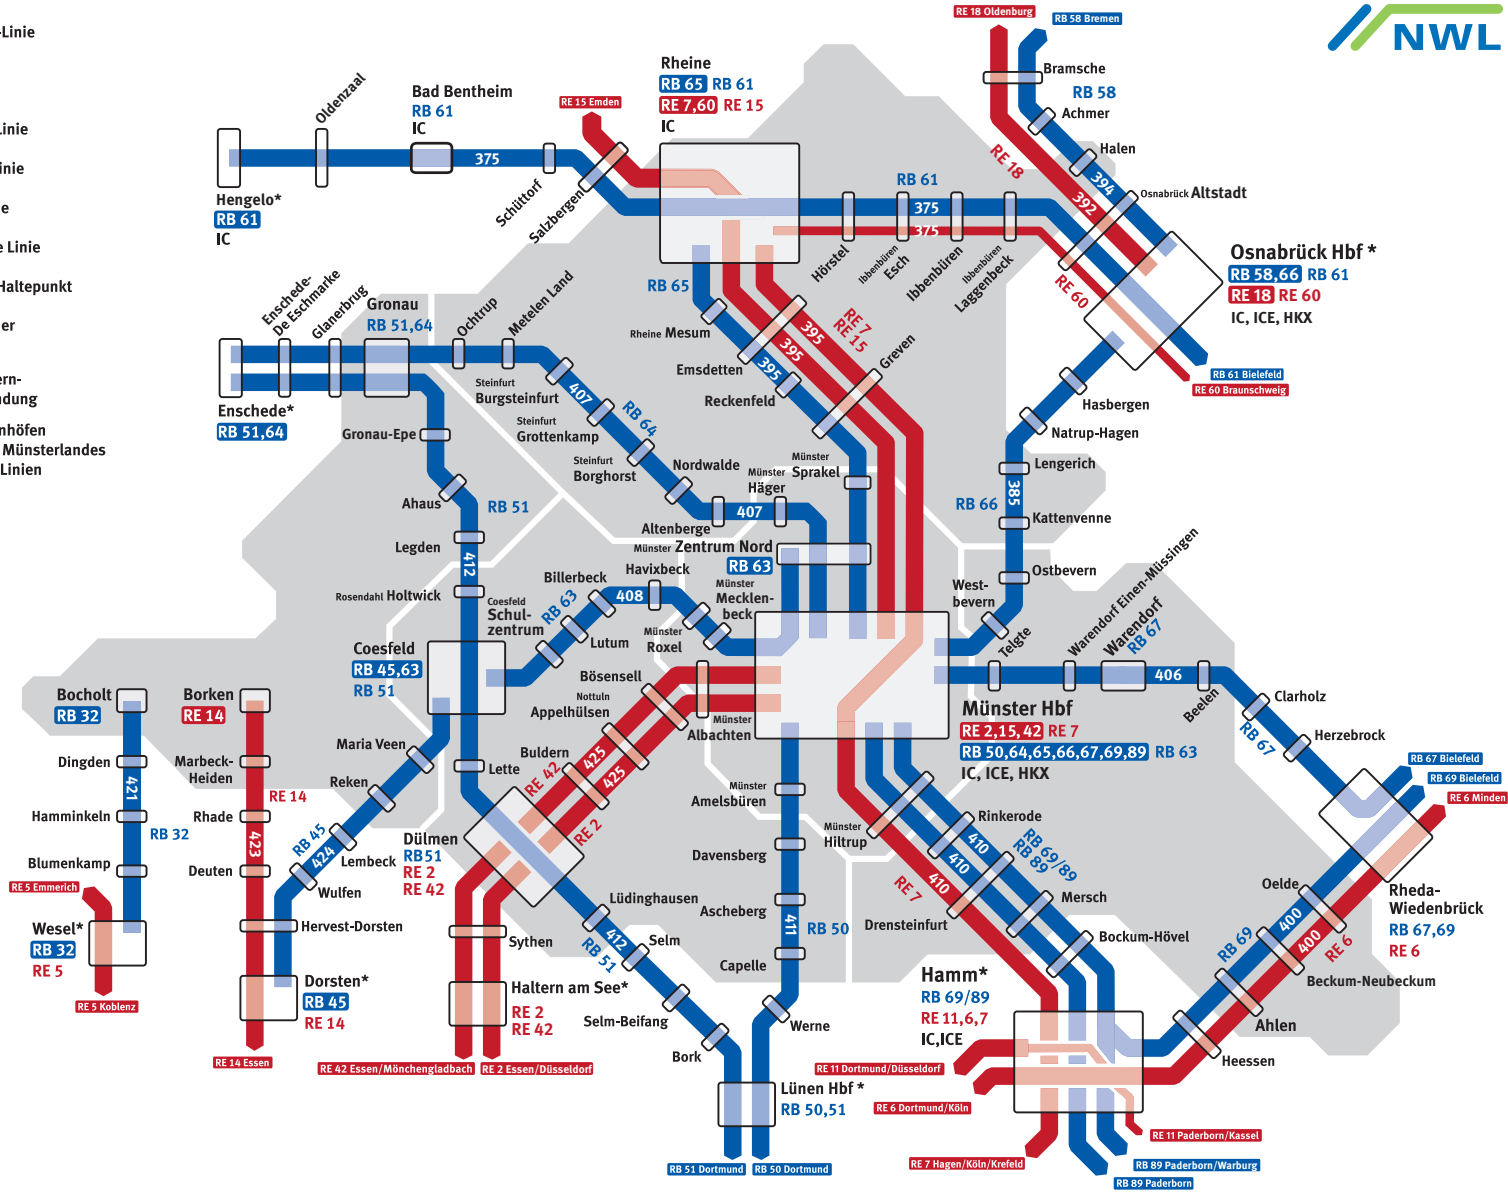 -Linie
Linie
inie
e
e Linie
Haltepunkt
er
ern-
ndung
nhöfen
Münsterlandes
Linien
NWL
RE 18 Oldenburg
RB 58 Bremen
Bramsche
RB 58
Achmer
Halen
394
RE 18
392
Osnabrück Altstadt
Osnabrück Hbf *
RB 58,66 RB 61
RE 18 RE 60
IC, ICE, HKX
RE 60
RB 61 Bielefeld
RE 60 Braunschweig
Rheine
RB 65 RB 61
RE 7,60 RE 15
IC
RE 15 Emden
Bad Bentheim
RB 61
IC
Oldenzaal
375
Hengelo*
RB 61
IC
Schüttorf
Salzbergen
RB 61
375
375
Hörstel
Ibbenbüren
Esch
Ibbenbüren
Ibbenbüren
Laggenbeck
Enschede-
De Eschmarke
Glanerbrug
Gronau
RB 51,64
Ochtrup
Metelen Land
Enschede*
RB 51,64
Steinfurt
Burgsteinfurt
407
Steinfurt
Grottenkamp
RB 64
Steinfurt
Borghorst
Nordwalde
Altenberge
407
Münster
Häger
Münster
Sprakel
RB 65
Rheine Mesum
Emsdetten
395
395
395
RE 7
RE 15
Reckenfeld
Greven
Hasbergen
Natrup-Hagen
Lengerich
385
RB 66
Kattenvenne
Ostbevern
West-
bevern
Telgte
Gronau-Epe
Ahaus
RB 51
Legden
412
Rosendahl Holtwick
Münster Zentrum Nord
RB 63
Havixbeck
408
Billerbeck
RB 63
Münster
Mecklen-
beck
Münster
Roxel
Coesfeld
Schul-
zentrum
Lutum
Coesfeld
RB 45,63
RB 51
Warendorf Einen-Müssingen
Warendorf
RB 67
406
Beelen
Clarholz
RB 67
Herzebrock
RB 67 Bielefeld
RB 69 Bielefeld
RE 6 Minden
Münster Hbf
RE 2,15,42 RE 7
RB 50,64,65,66,67,69,89 RB 63
IC, ICE, HKX
Bösensell
Nottuln
Appelhülsen
Münster
Albachten
Buldern
425
425
RE 42
RE 2
Bocholt
RB 32
Dingden
421
Hamminkeln
RB 32
Blumenkamp
RE 5 Emmerich
Wesel*
RB 32
RE 5
RE 5 Koblenz
Borken
RE 14
Marbeck-
Heiden
RE 14
Rhade
423
Deuten
Hervest-Dorsten
Dorsten*
RB 45
RE 14
RE 14 Essen
Maria Veen
Reken
RB 45
424
Lembeck
Wulfen
Lette
Dülmen
RB51
RE 2
RE 42
Sythen
Haltern am See*
RE 2
RE 42
RE 42 Essen/Mönchengladbach
RE 2 Essen/Düsseldorf
Lüdinghausen
412
RB 51
Selm
Selm-Beifang
Bork
Münster
Amelsbüren
Davensberg
Ascheberg
411
RB 50
Capelle
Werne
Lünen Hbf *
RB 50,51
RB 51 Dortmund
RB 50 Dortmund
Münster
Hiltrup
Rinkerode
410
410
410
RB 69/89
RB 89
RE 7
Drensteinfurt
Mersch
Bockum-Hövel
Hamm*
RB 69/89
RE 11,6,7
IC,ICE
RE 11 Dortmund/Düsseldorf
RE 6 Dortmund/Köln
RE 7 Hagen/Köln/Krefeld
RE 11 Paderborn/Kassel
RB 89 Paderborn/Warburg
RB 89 Paderborn
Heessen
Ahlen
Beckum-Neubeckum
Oelde
RB 69
400
400
RE 6
Rheda-
Wiedenbrück
RB 67,69
RE 6